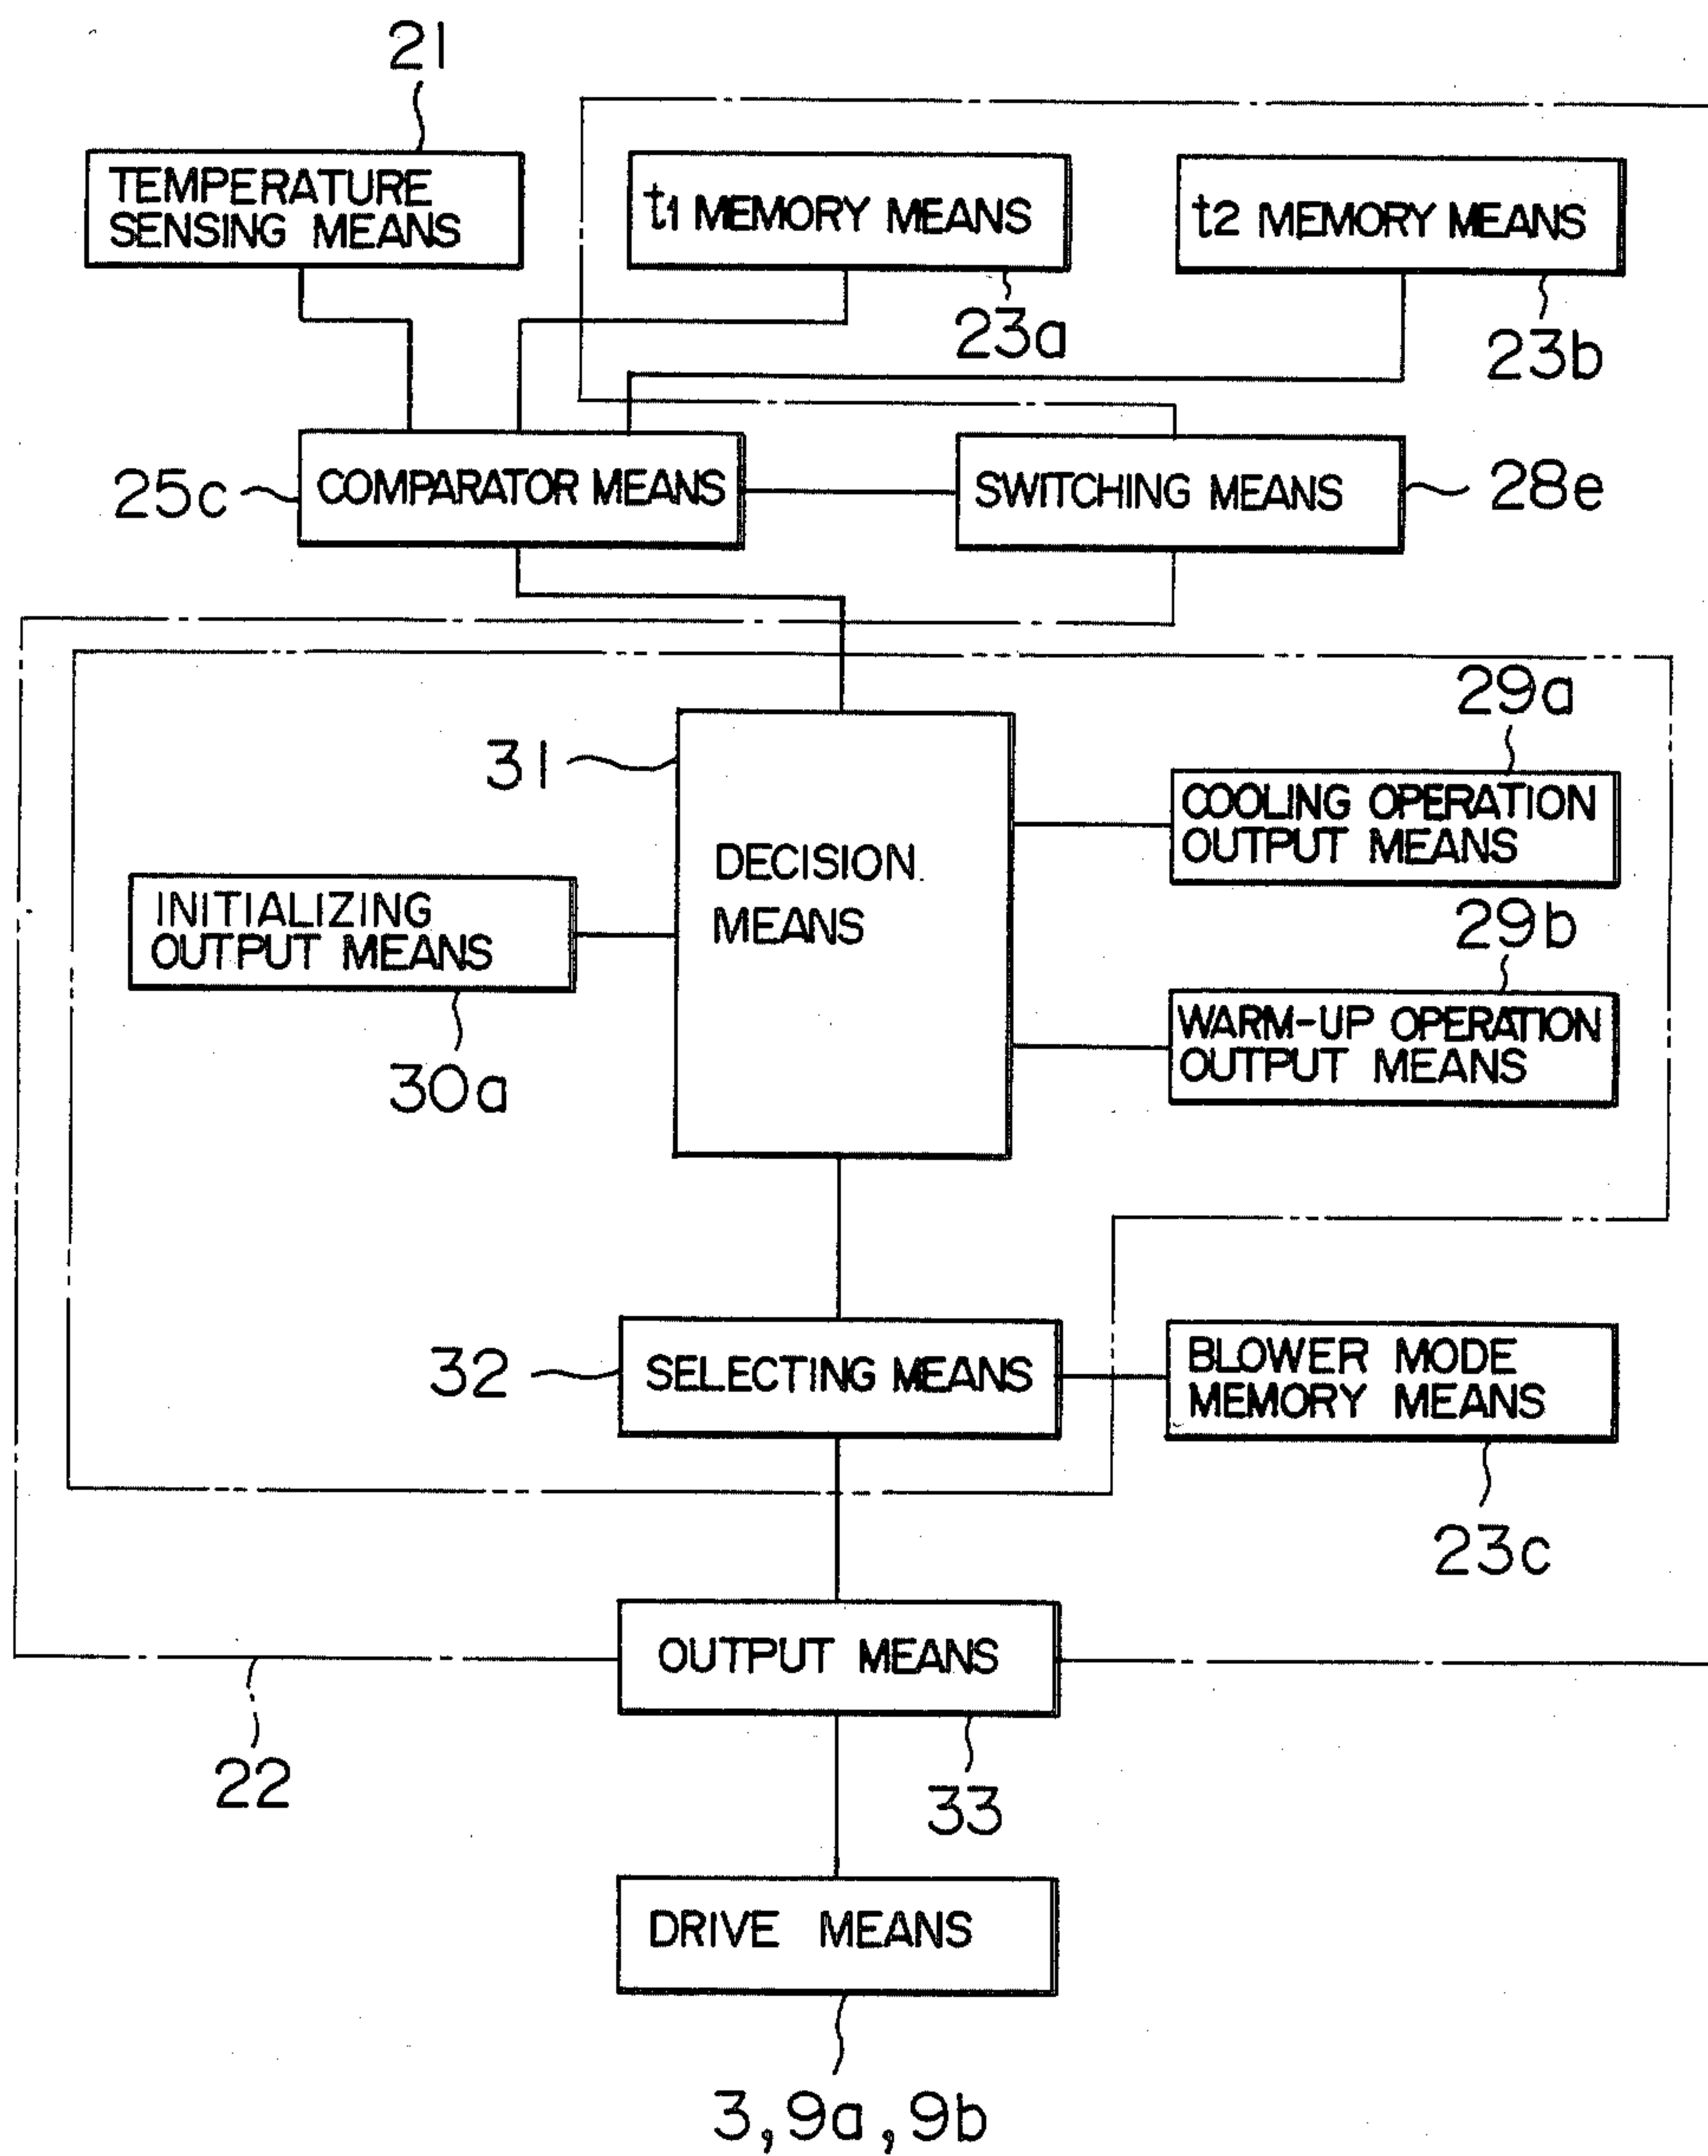 21
TEMPERATURE
SENSING MEANS
t1 MEMORY MEANS
t2 MEMORY MEANS
23a
23b
25c
COMPARATOR MEANS
SWITCHING MEANS
28e
29a
31
COOLING OPERATION
OUTPUT MEANS
DECISION
MEANS
INITIALIZING
OUTPUT MEANS
29b
WARM-UP OPERATION
OUTPUT MEANS
30a
32
SELECTING MEANS
BLOWER MODE
MEMORY MEANS
23c
OUTPUT MEANS
22
33
DRIVE MEANS
3, 9a, 9b